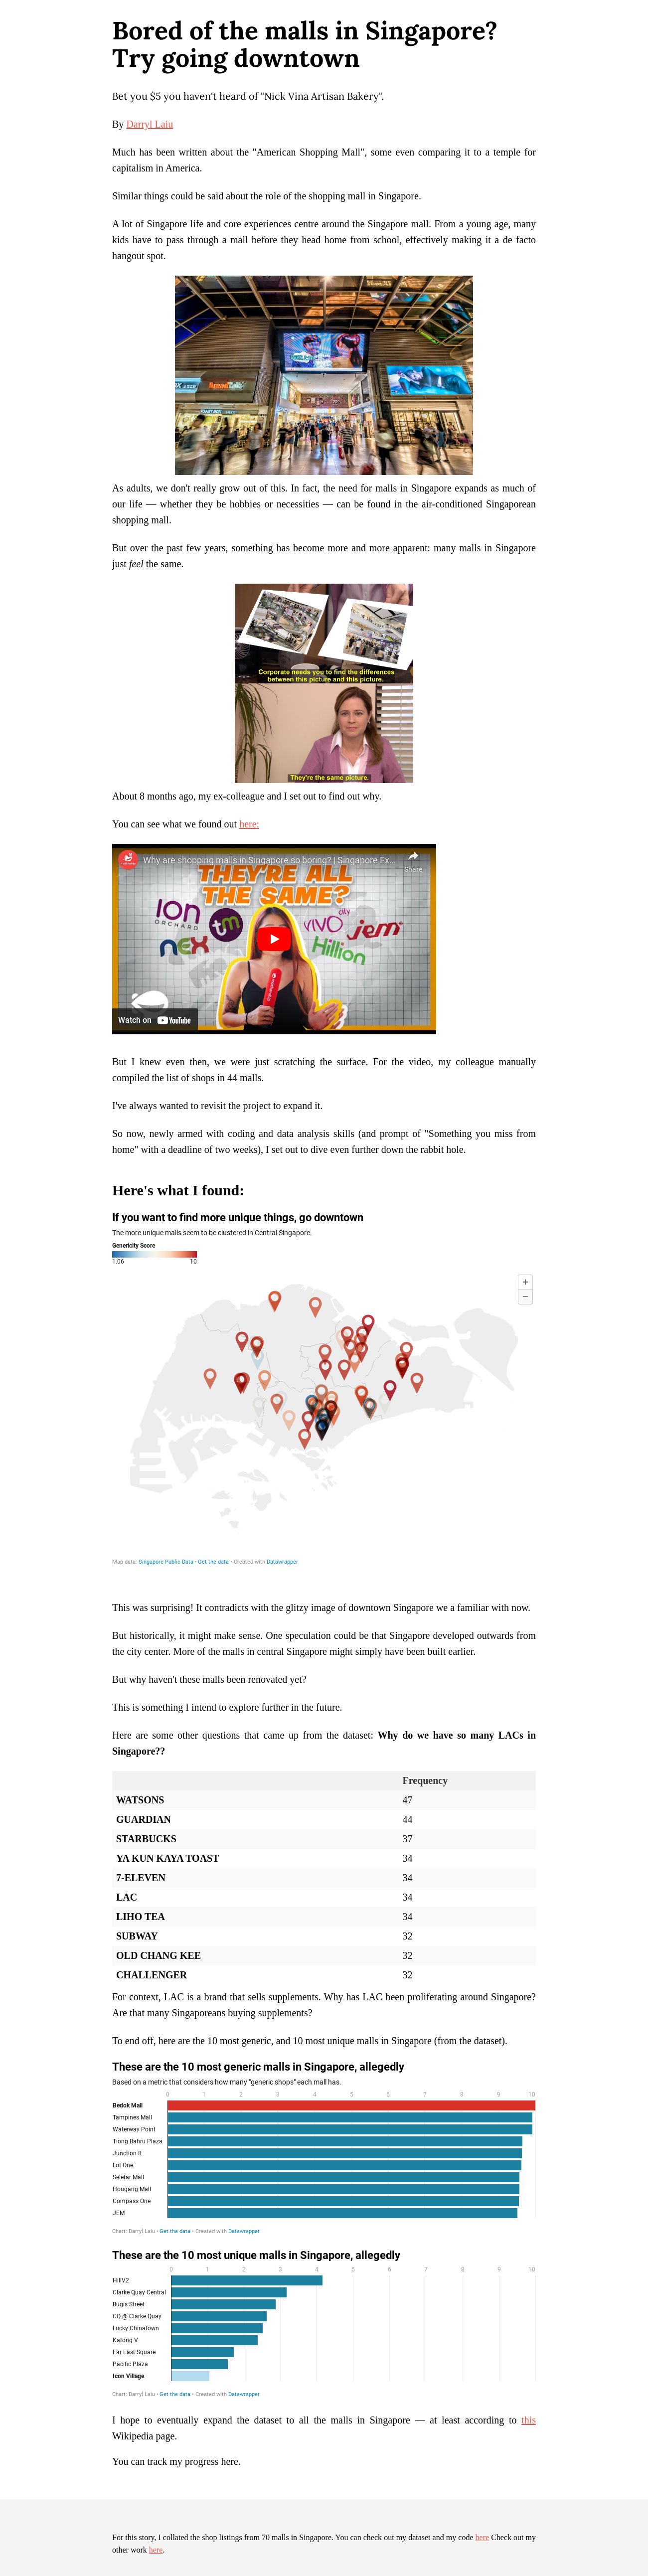 Bored of the malls in Singapore?
Try going downtown
Bet you $5 you haven't heard of "Nick Vina Artisan Bakery".
By Darryl Laiu
Much has been written about the "American Shopping Mall", some even comparing it to a temple for
capitalism in America.
Similar things could be said about the role of the shopping mall in Singapore.
A lot of Singapore life and core experiences centre around the Singapore mall. From a young age, many
kids have to pass through a mall before they head home from school, effectively making it a de facto
hangout spot.
As adults, we don't really grow out of this. In fact, the need for malls in Singapore expands as much of
our life — whether they be hobbies or necessities — can be found in the air-conditioned Singaporean
shopping mall.
But over the past few years, something has become more and more apparent: many malls in Singapore
just feel the same.
Corporate needs you to find the differences
between this picture and this picture.
They're the same picture.
About 8 months ago, my ex-colleague and I set out to find out why.
You can see what we found out here:
Why are shopping malls in Singapore so boring? | Singapore Ex...
Share
THEY'RE ALL
THE SAME?
ION
ORCHARD
tm
VIVO city
jem
nex
Hillion
Watch on YouTube
But I knew even then, we were just scratching the surface. For the video, my colleague manually
compiled the list of shops in 44 malls.
I've always wanted to revisit the project to expand it.
So now, newly armed with coding and data analysis skills (and prompt of "Something you miss from
home" with a deadline of two weeks), I set out to dive even further down the rabbit hole.
Here's what I found:
If you want to find more unique things, go downtown
The more unique malls seem to be clustered in Central Singapore.
Genericity Score
1.06 10
+
−
Map data: Singapore Public Data • Get the data • Created with Datawrapper
This was surprising! It contradicts with the glitzy image of downtown Singapore we a familiar with now.
But historically, it might make sense. One speculation could be that Singapore developed outwards from
the city center. More of the malls in central Singapore might simply have been built earlier.
But why haven't these malls been renovated yet?
This is something I intend to explore further in the future.
Here are some other questions that came up from the dataset: Why do we have so many LACs in
Singapore??
Frequency
WATSONS 47
GUARDIAN 44
STARBUCKS 37
YA KUN KAYA TOAST 34
7-ELEVEN 34
LAC 34
LIHO TEA 34
SUBWAY 32
OLD CHANG KEE 32
CHALLENGER 32
For context, LAC is a brand that sells supplements. Why has LAC been proliferating around Singapore?
Are that many Singaporeans buying supplements?
To end off, here are the 10 most generic, and 10 most unique malls in Singapore (from the dataset).
These are the 10 most generic malls in Singapore, allegedly
Based on a metric that considers how many "generic shops" each mall has.
0 1 2 3 4 5 6 7 8 9 10
Bedok Mall
Tampines Mall
Waterway Point
Tiong Bahru Plaza
Junction 8
Lot One
Seletar Mall
Hougang Mall
Compass One
JEM
Chart: Darryl Laiu • Get the data • Created with Datawrapper
These are the 10 most unique malls in Singapore, allegedly
0 1 2 3 4 5 6 7 8 9 10
HillV2
Clarke Quay Central
Bugis Street
CQ @ Clarke Quay
Lucky Chinatown
Katong V
Far East Square
Pacific Plaza
Icon Village
Chart: Darryl Laiu • Get the data • Created with Datawrapper
I hope to eventually expand the dataset to all the malls in Singapore — at least according to this
Wikipedia page.
You can track my progress here.
For this story, I collated the shop listings from 70 malls in Singapore. You can check out my dataset and my code here Check out my
other work here.